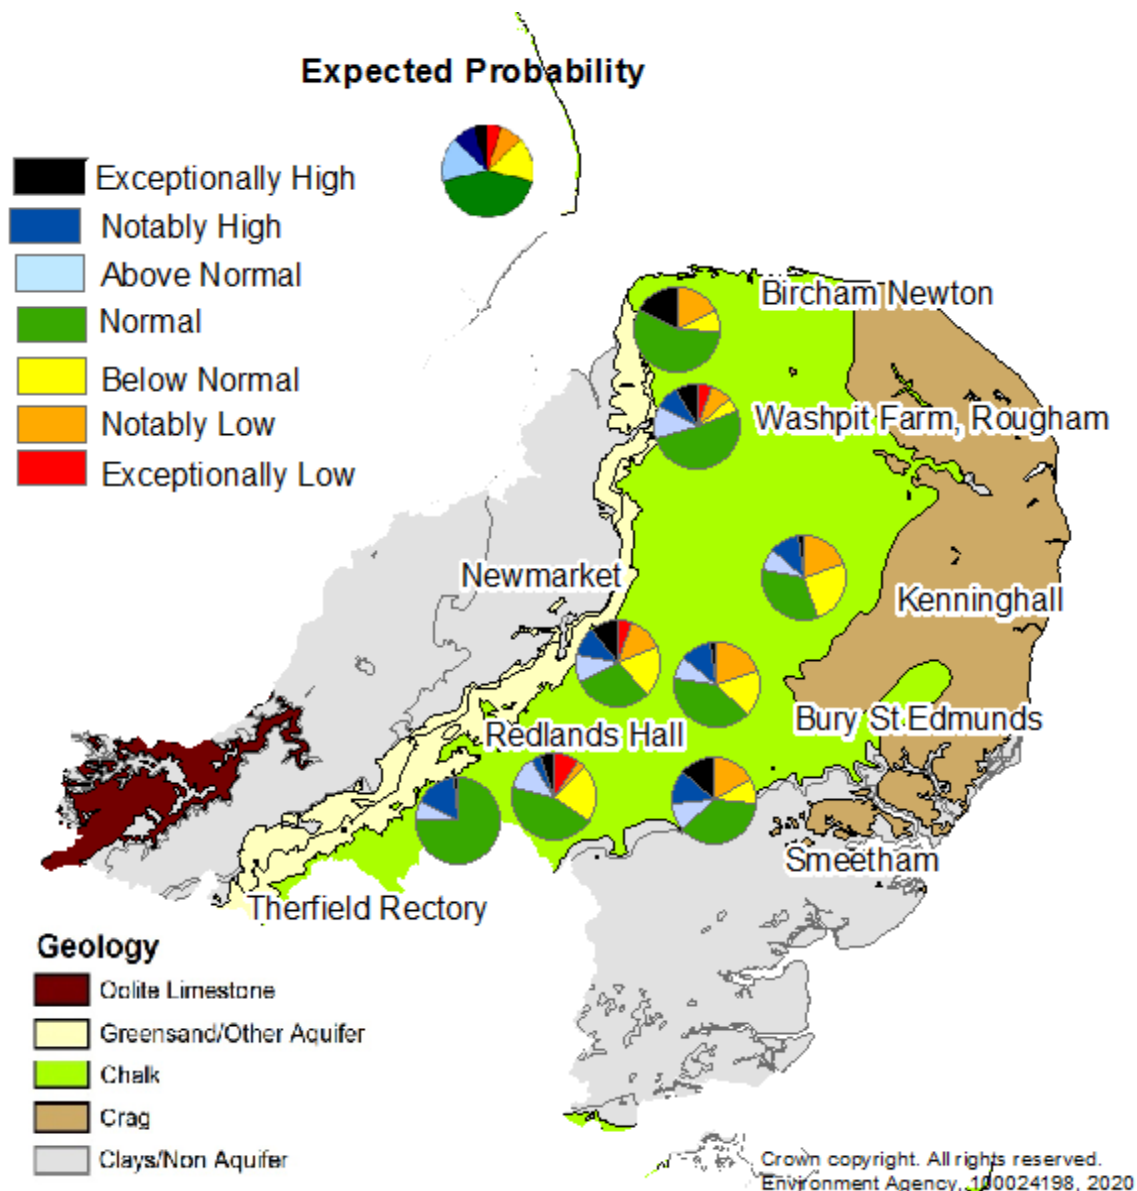 Expected Probability
Exceptionally High
Notably High
Above Normal
Normal
Below Normal
Notably Low
Exceptionally Low
Bircham Newton
Washpit Farm, Rougham
Newmarket
Kenninghall
Bury St Edmunds
Redlands Hall
Smeetham
Therfield Rectory
Geology
Oolite Limestone
Greensand/Other Aquifer
Chalk
Crag
Clays/Non Aquifer
Crown copyright. All rights reserved.
Environment Agency, 100024198, 2020